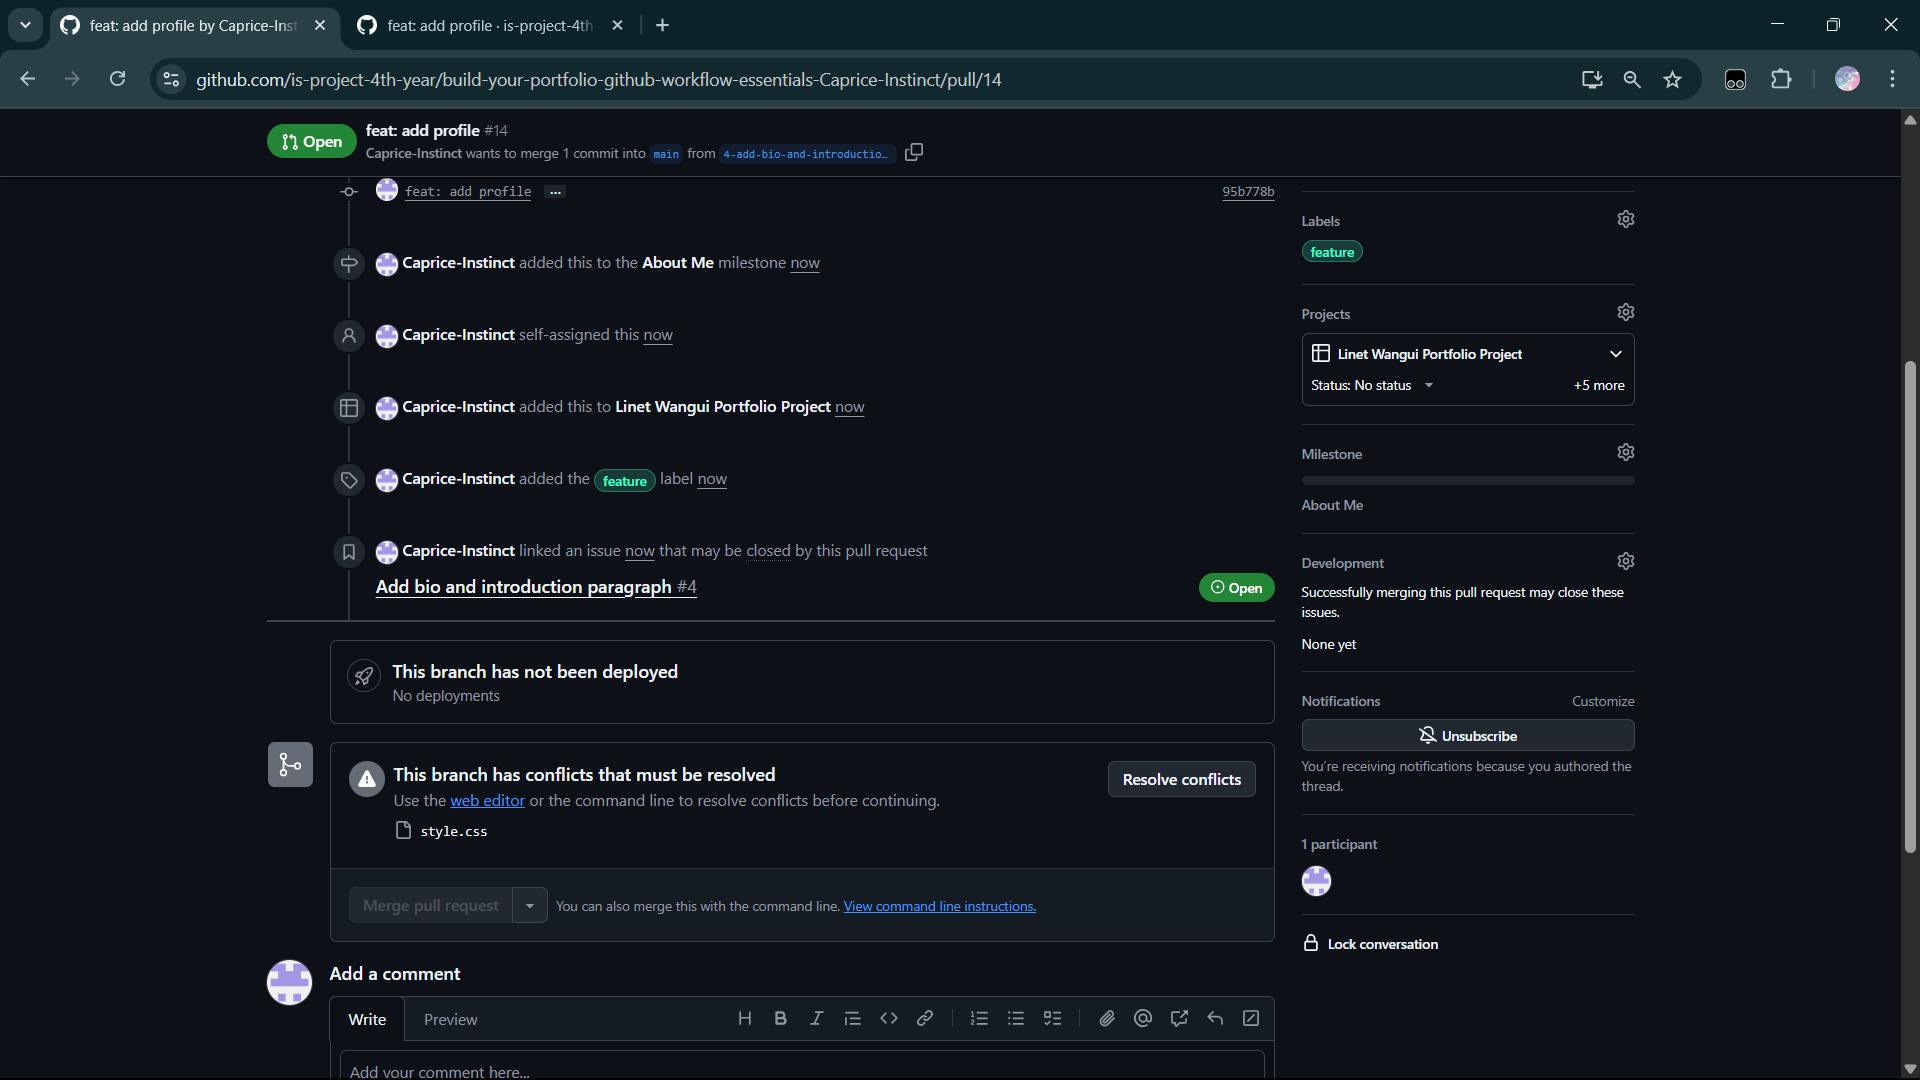 feat: add profile by Caprice-Inst
feat: add profile · is-project-4th
github.com/is-project-4th-year/build-your-portfolio-github-workflow-essentials-Caprice-Instinct/pull/14
Open
feat: add profile #14
Caprice-Instinct wants to merge 1 commit into main from 4-add-bio-and-introductio…
feat: add profile …
95b778b
Caprice-Instinct added this to the About Me milestone now
Caprice-Instinct self-assigned this now
Caprice-Instinct added this to Linet Wangui Portfolio Project now
Caprice-Instinct added the feature label now
Caprice-Instinct linked an issue now that may be closed by this pull request
Add bio and introduction paragraph #4
Open
This branch has not been deployed
No deployments
This branch has conflicts that must be resolved
Use the web editor or the command line to resolve conflicts before continuing.
style.css
Resolve conflicts
Merge pull request
You can also merge this with the command line. View command line instructions.
Add a comment
Write
Preview
Add your comment here...
Labels
feature
Projects
Linet Wangui Portfolio Project
Status: No status
+5 more
Milestone
About Me
Development
Successfully merging this pull request may close these
issues.
None yet
Notifications
Customize
Unsubscribe
You're receiving notifications because you authored the
thread.
1 participant
Lock conversation